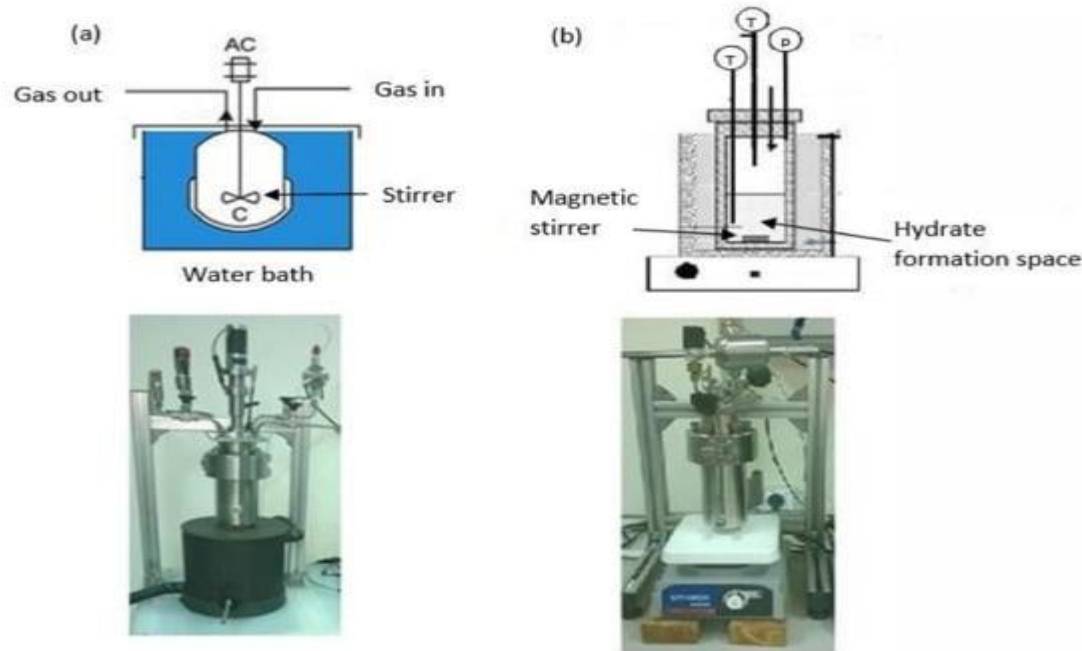 (a)
AC
Gas out
Gas in
Stirrer
C
Water bath
(b)
T
T
P
Magnetic
stirrer
Hydrate
formation space